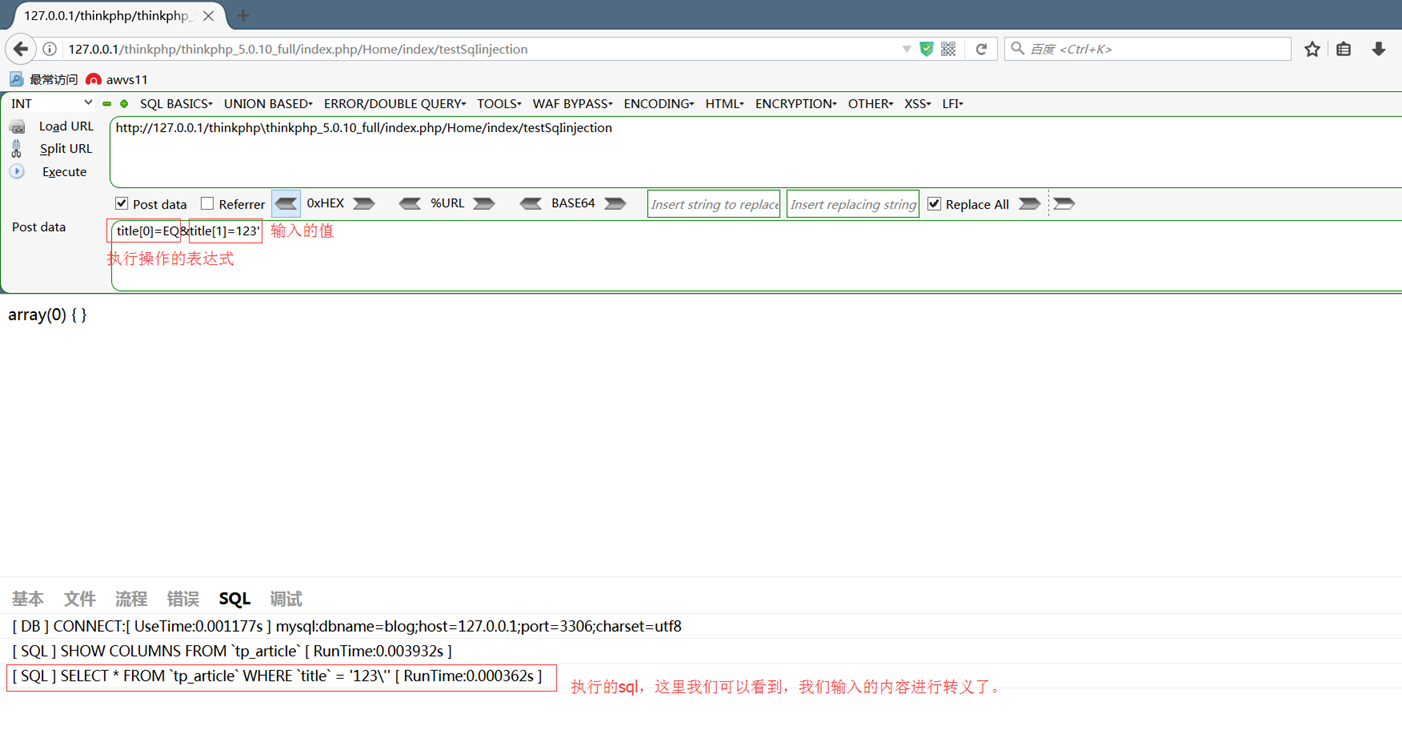 127.0.0.1/thinkphp/thinkphp_
127.0.0.1/thinkphp/thinkphp_5.0.10_full/index.php/Home/index/testSqlinjection
百度 <Ctrl+K>
最常访问 awvs11
INT SQL BASICS UNION BASED ERROR/DOUBLE QUERY TOOLS WAF BYPASS ENCODING HTML ENCRYPTION OTHER XSS LFI
Load URL http://127.0.0.1/thinkphp\thinkphp_5.0.10_full/index.php/Home/index/testSqIinjection
Split URL
Execute
Post data Referrer 0xHEX %URL BASE64 Insert string to replace Insert replacing string Replace All
Post data title[0]=EQ&title[1]=123' 输入的值
执行操作的表达式
array(0) { }
基本 文件 流程 错误 SQL 调试
[ DB ] CONNECT:[ UseTime:0.001177s ] mysql:dbname=blog;host=127.0.0.1;port=3306;charset=utf8
[ SQL ] SHOW COLUMNS FROM `tp_article` [ RunTime:0.003932s ]
[ SQL ] SELECT * FROM `tp_article` WHERE `title` = '123\'' [ RunTime:0.000362s ]
执行的sql，这里我们可以看到，我们输入的内容进行转义了。